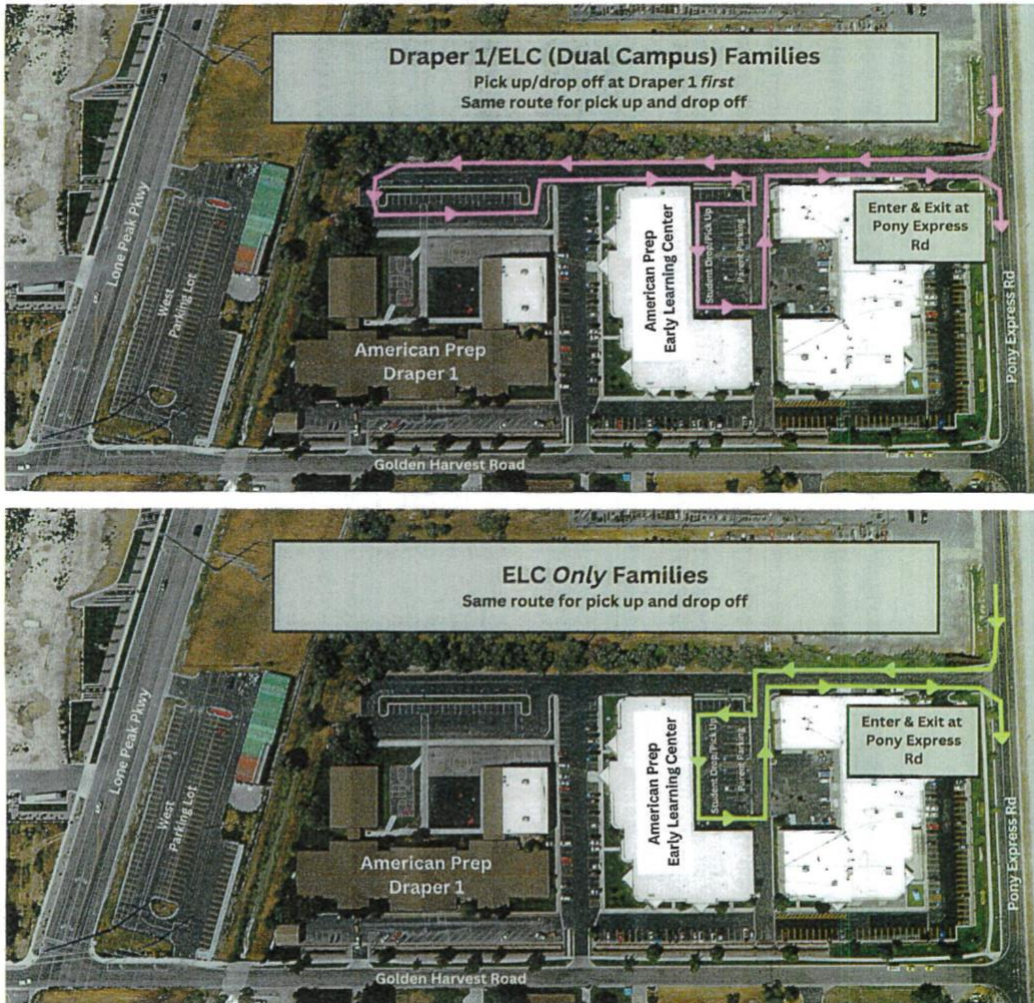 Draper 1/ELC (Dual Campus) Families
Pick up/drop off at Draper 1 first
Same route for pick up and drop off
Lone Peak Pkwy
West
Parking Lot
American Prep
Draper 1
American Prep
Early Learning Center
Student Drop/Pick Up
Parent Parking
Enter & Exit at
Pony Express
Rd
Pony Express Rd
Golden Harvest Road
ELC Only Families
Same route for pick up and drop off
Lone Peak Pkwy
West
Parking Lot
American Prep
Draper 1
American Prep
Early Learning Center
Student Drop/Pick Up
Parent Parking
Enter & Exit at
Pony Express
Rd
Pony Express Rd
Golden Harvest Road